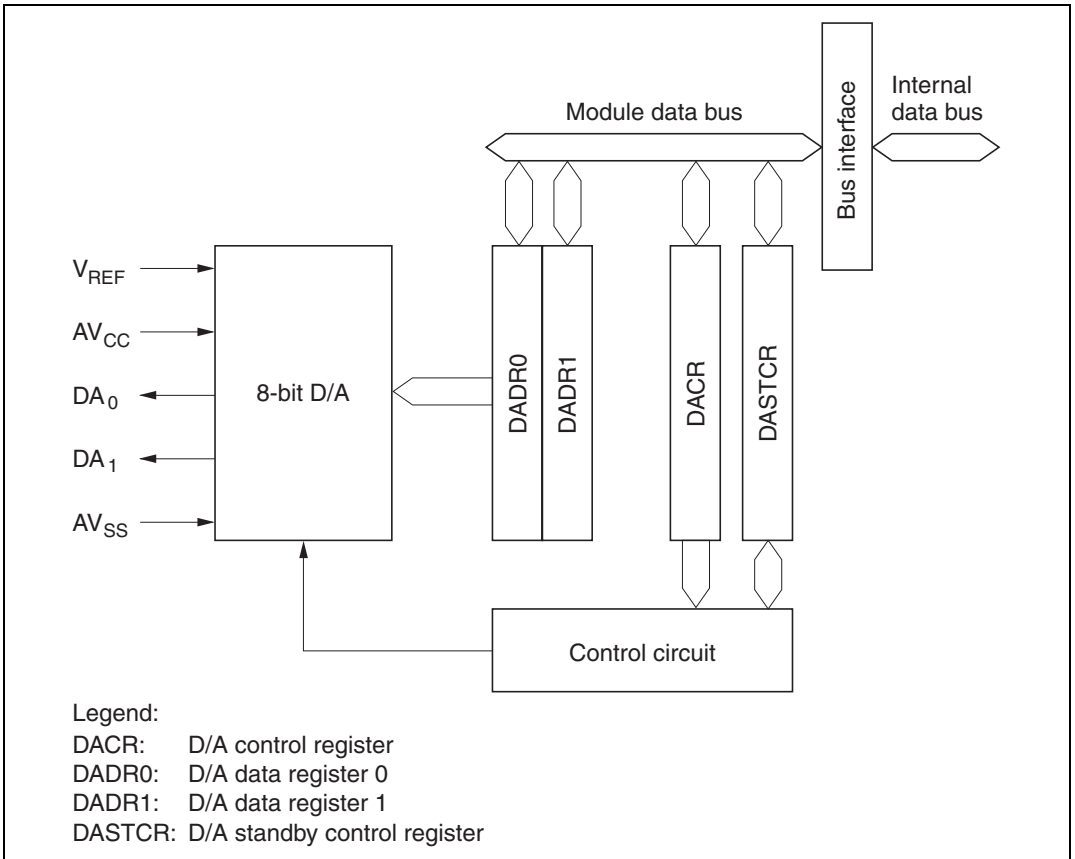 Module data bus
Bus interface
Internal
data bus
VREF
AVCC
DA0
DA1
AVSS
8-bit D/A
DADR0
DADR1
DACR
DASTCR
Control circuit
Legend:
DACR: D/A control register
DADR0: D/A data register 0
DADR1: D/A data register 1
DASTCR: D/A standby control register